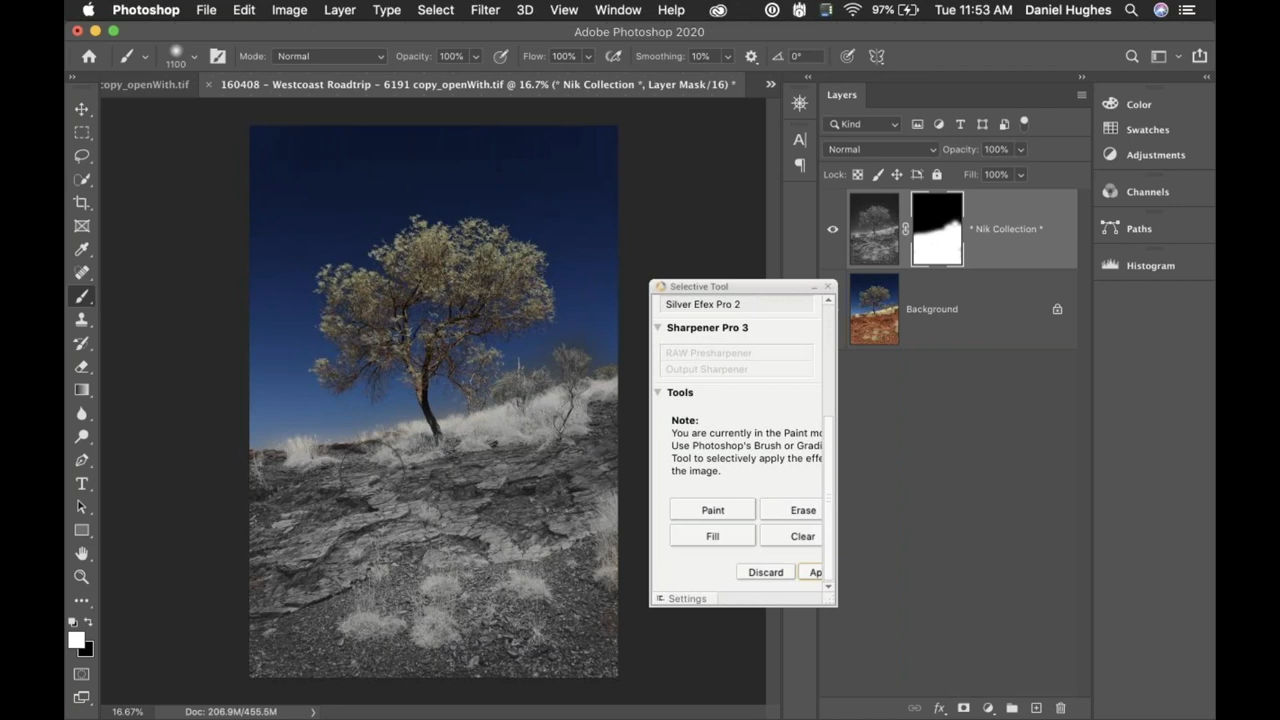 Photoshop File Edit Image Layer Type Select Filter 3D View Window Help 97% Tue 11:53 AM Daniel Hughes
Adobe Photoshop 2020
1100 Mode: Normal Opacity: 100% Flow: 100% Smoothing: 10% 0°
copy_openWith.tif × 160408 - Westcoast Roadtrip - 6191 copy_openWith.tif @ 16.7% (* Nik Collection *, Layer Mask/16) *
Layers
Kind
Normal Opacity: 100%
Lock: Fill: 100%
* Nik Collection *
Background
Color
Swatches
Adjustments
Channels
Paths
Histogram
Selective Tool
Silver Efex Pro 2
Sharpener Pro 3
RAW Presharpener
Output Sharpener
Tools
Note:
You are currently in the Paint mo
Use Photoshop's Brush or Gradi
Tool to selectively apply the effe
the image.
Paint Erase
Fill Clear
Discard Ap
Settings
16.67% Doc: 206.9M/455.5M